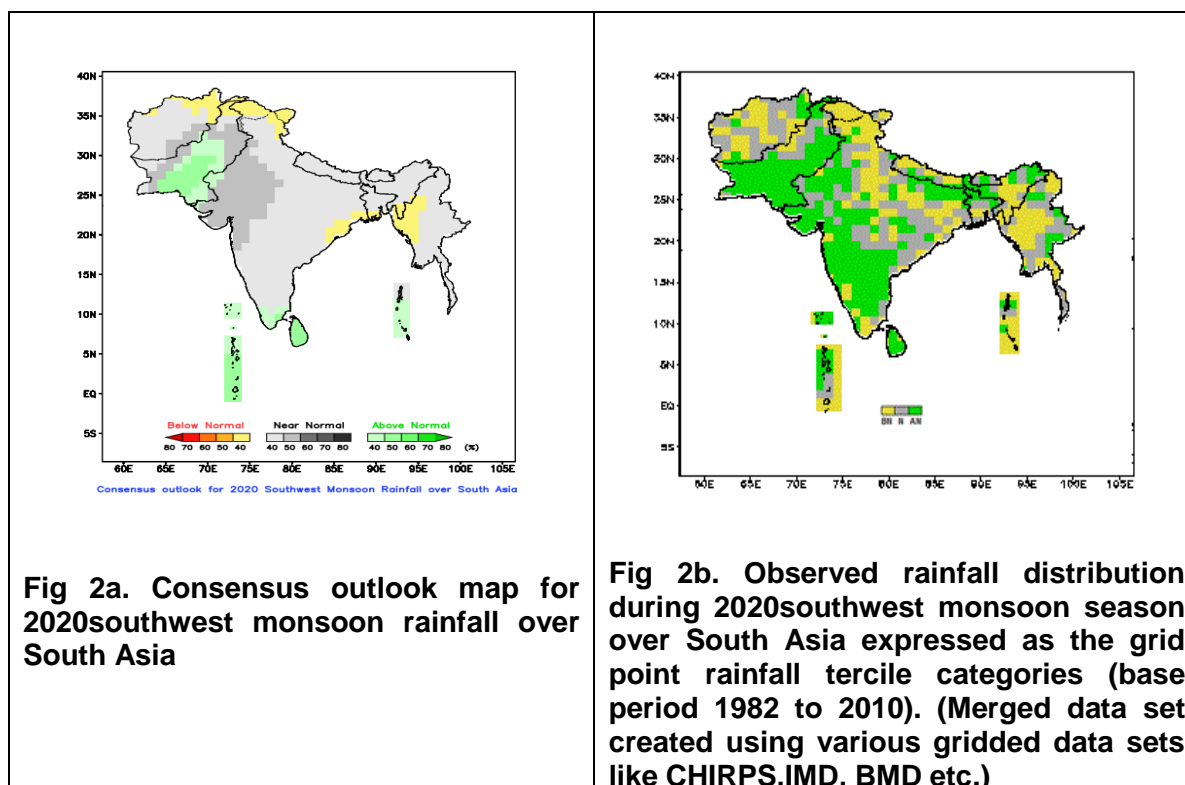 40N
35N
30N
25N
20N
15N
10N
5N
EQ
5S
Below Normal Near Normal Above Normal
80 70 60 50 40 40 50 60 70 80 40 50 60 70 80 (%)
60E 65E 70E 75E 80E 85E 90E 95E 100E 105E
Consensus outlook for 2020 Southwest Monsoon Rainfall over South Asia
Fig 2a. Consensus outlook map for
2020southwest monsoon rainfall over
South Asia
40N
35N
30N
25N
20N
15N
10N
5N
EQ
5S
BN N AN
60E 65E 70E 75E 80E 85E 90E 95E 100E 105E
Fig 2b. Observed rainfall distribution
during 2020southwest monsoon season
over South Asia expressed as the grid
point rainfall tercile categories (base
period 1982 to 2010). (Merged data set
created using various gridded data sets
like CHIRPS,IMD, BMD etc.)